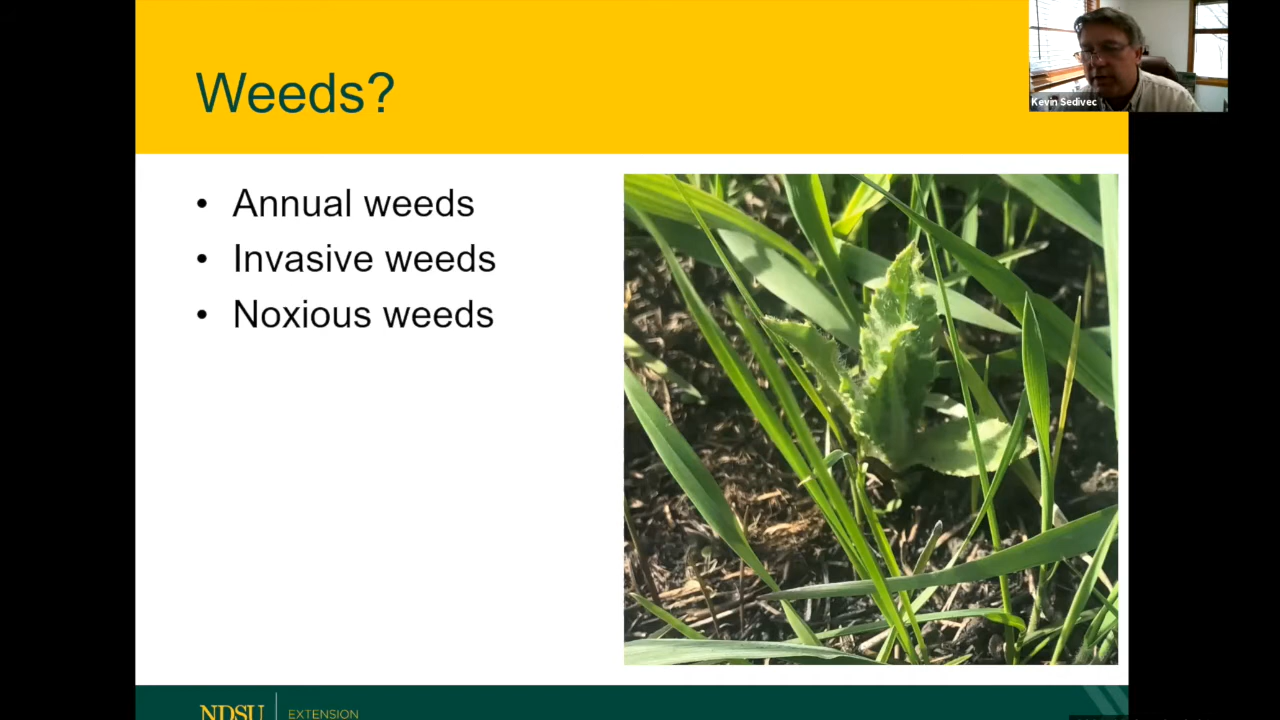 Weeds?
Kevin Sedivec
• Annual weeds
• Invasive weeds
• Noxious weeds
NDSU
EXTENSION